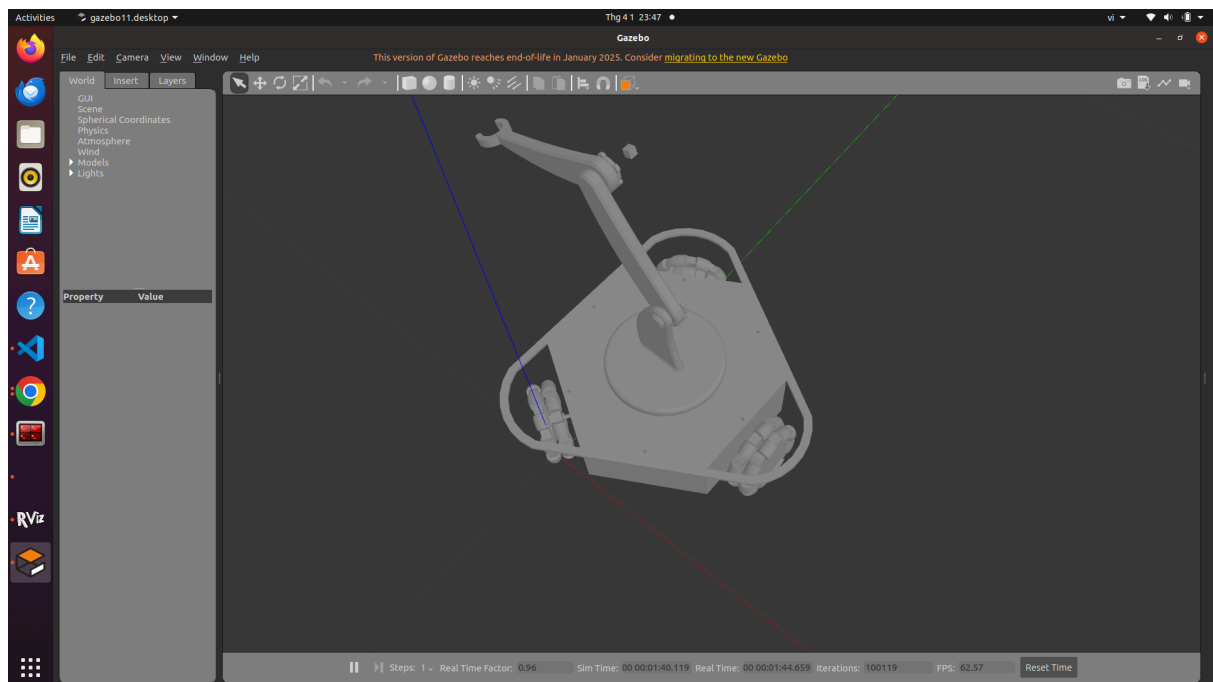 Activities gazebo11.desktop Thg 4 1 23:47 vi
Gazebo
File Edit Camera View Window Help This version of Gazebo reaches end-of-life in January 2025. Consider migrating to the new Gazebo
World Insert Layers
GUI
Scene
Spherical Coordinates
Physics
Atmosphere
Wind
Models
Lights
Property Value
RViz
Steps: 1 Real Time Factor: 0.96 Sim Time: 00 00:01:40.119 Real Time: 00 00:01:44.659 Iterations: 100119 FPS: 62.57 Reset Time